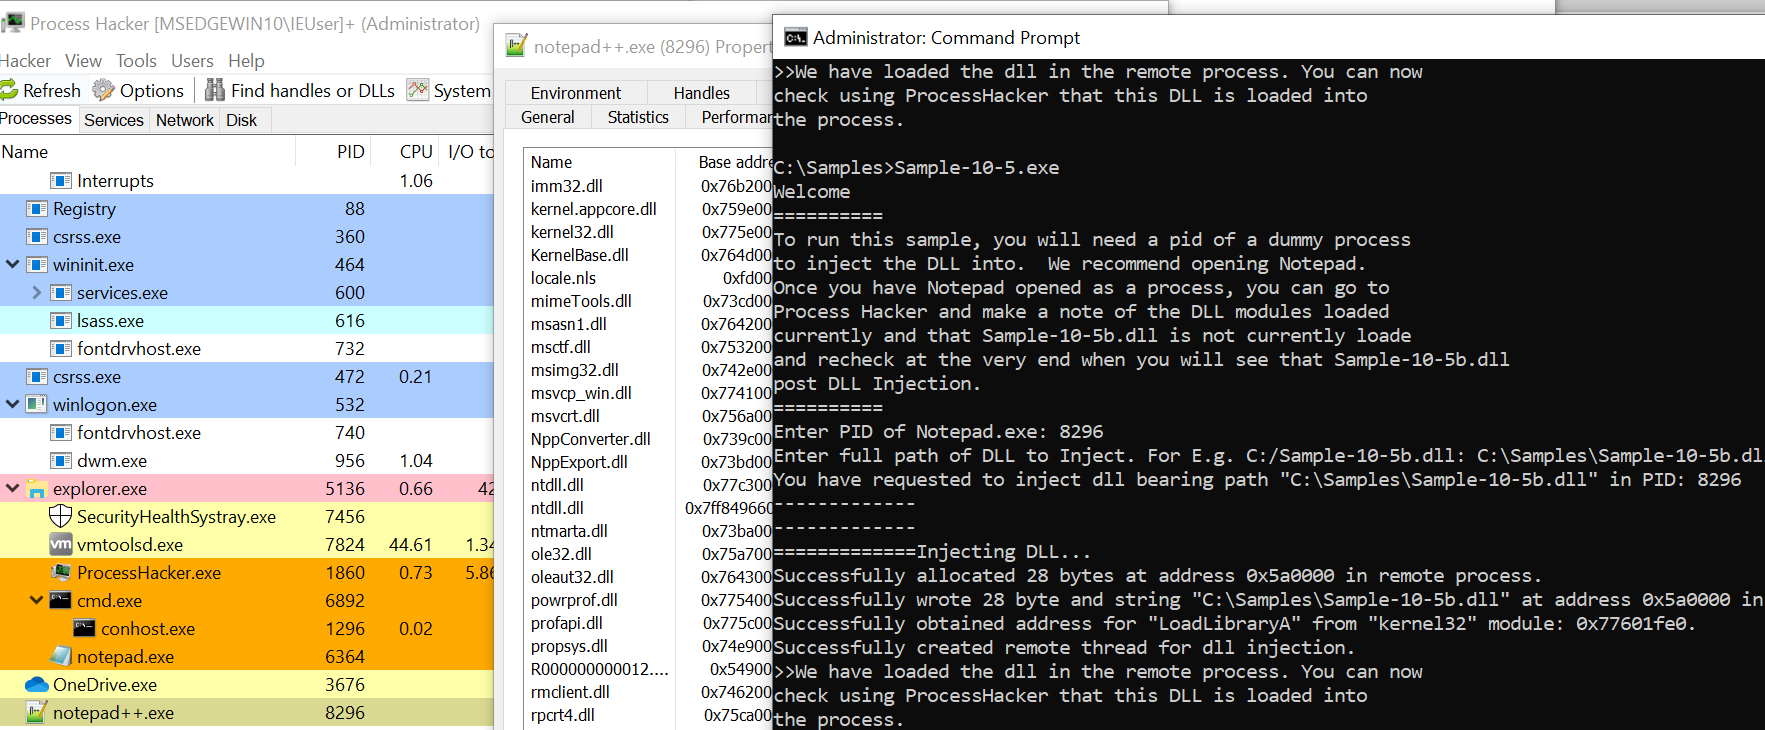 Process Hacker [MSEDGEWIN10\IEUser]+ (Administrator)
Hacker View Tools Users Help
Refresh Options Find handles or DLLs System
Processes Services Network Disk
Name PID CPU I/O to
Interrupts 1.06
Registry 88
csrss.exe 360
wininit.exe 464
services.exe 600
lsass.exe 616
fontdrvhost.exe 732
csrss.exe 472 0.21
winlogon.exe 532
fontdrvhost.exe 740
dwm.exe 956 1.04
explorer.exe 5136 0.66 42
SecurityHealthSystray.exe 7456
vm vmtoolsd.exe 7824 44.61 1.34
ProcessHacker.exe 1860 0.73 5.86
cmd.exe 6892
conhost.exe 1296 0.02
notepad.exe 6364
OneDrive.exe 3676
notepad++.exe 8296
notepad++.exe (8296) Propert
Environment Handles
General Statistics Performan
Name Base addre
imm32.dll 0x76b200
kernel.appcore.dll 0x759e00
kernel32.dll 0x775e00
KernelBase.dll 0x764d00
locale.nls 0xfd00
mimeTools.dll 0x73cd00
msasn1.dll 0x764200
msctf.dll 0x753200
msimg32.dll 0x742e00
msvcp_win.dll 0x774100
msvcrt.dll 0x756a00
NppConverter.dll 0x739c00
NppExport.dll 0x73bd00
ntdll.dll 0x77c300
ntdll.dll 0x7ff849660
ntmarta.dll 0x73ba00
ole32.dll 0x75a700
oleaut32.dll 0x764300
powrprof.dll 0x775400
profapi.dll 0x775c00
propsys.dll 0x74e900
R000000000012.... 0x54900
rmclient.dll 0x746200
rpcrt4.dll 0x75ca00
Administrator: Command Prompt
>>We have loaded the dll in the remote process. You can now
check using ProcessHacker that this DLL is loaded into
the process.
C:\Samples>Sample-10-5.exe
Welcome
==========
To run this sample, you will need a pid of a dummy process
to inject the DLL into.  We recommend opening Notepad.
Once you have Notepad opened as a process, you can go to
Process Hacker and make a note of the DLL modules loaded
currently and that Sample-10-5b.dll is not currently loade
and recheck at the very end when you will see that Sample-10-5b.dll
post DLL Injection.
==========
Enter PID of Notepad.exe: 8296
Enter full path of DLL to Inject. For E.g. C:/Sample-10-5b.dll: C:\Samples\Sample-10-5b.dl
You have requested to inject dll bearing path "C:\Samples\Sample-10-5b.dll" in PID: 8296
-------------
-------------
=============Injecting DLL...
Successfully allocated 28 bytes at address 0x5a0000 in remote process.
Successfully wrote 28 byte and string "C:\Samples\Sample-10-5b.dll" at address 0x5a0000 in
Successfully obtained address for "LoadLibraryA" from "kernel32" module: 0x77601fe0.
Successfully created remote thread for dll injection.
>>We have loaded the dll in the remote process. You can now
check using ProcessHacker that this DLL is loaded into
the process.